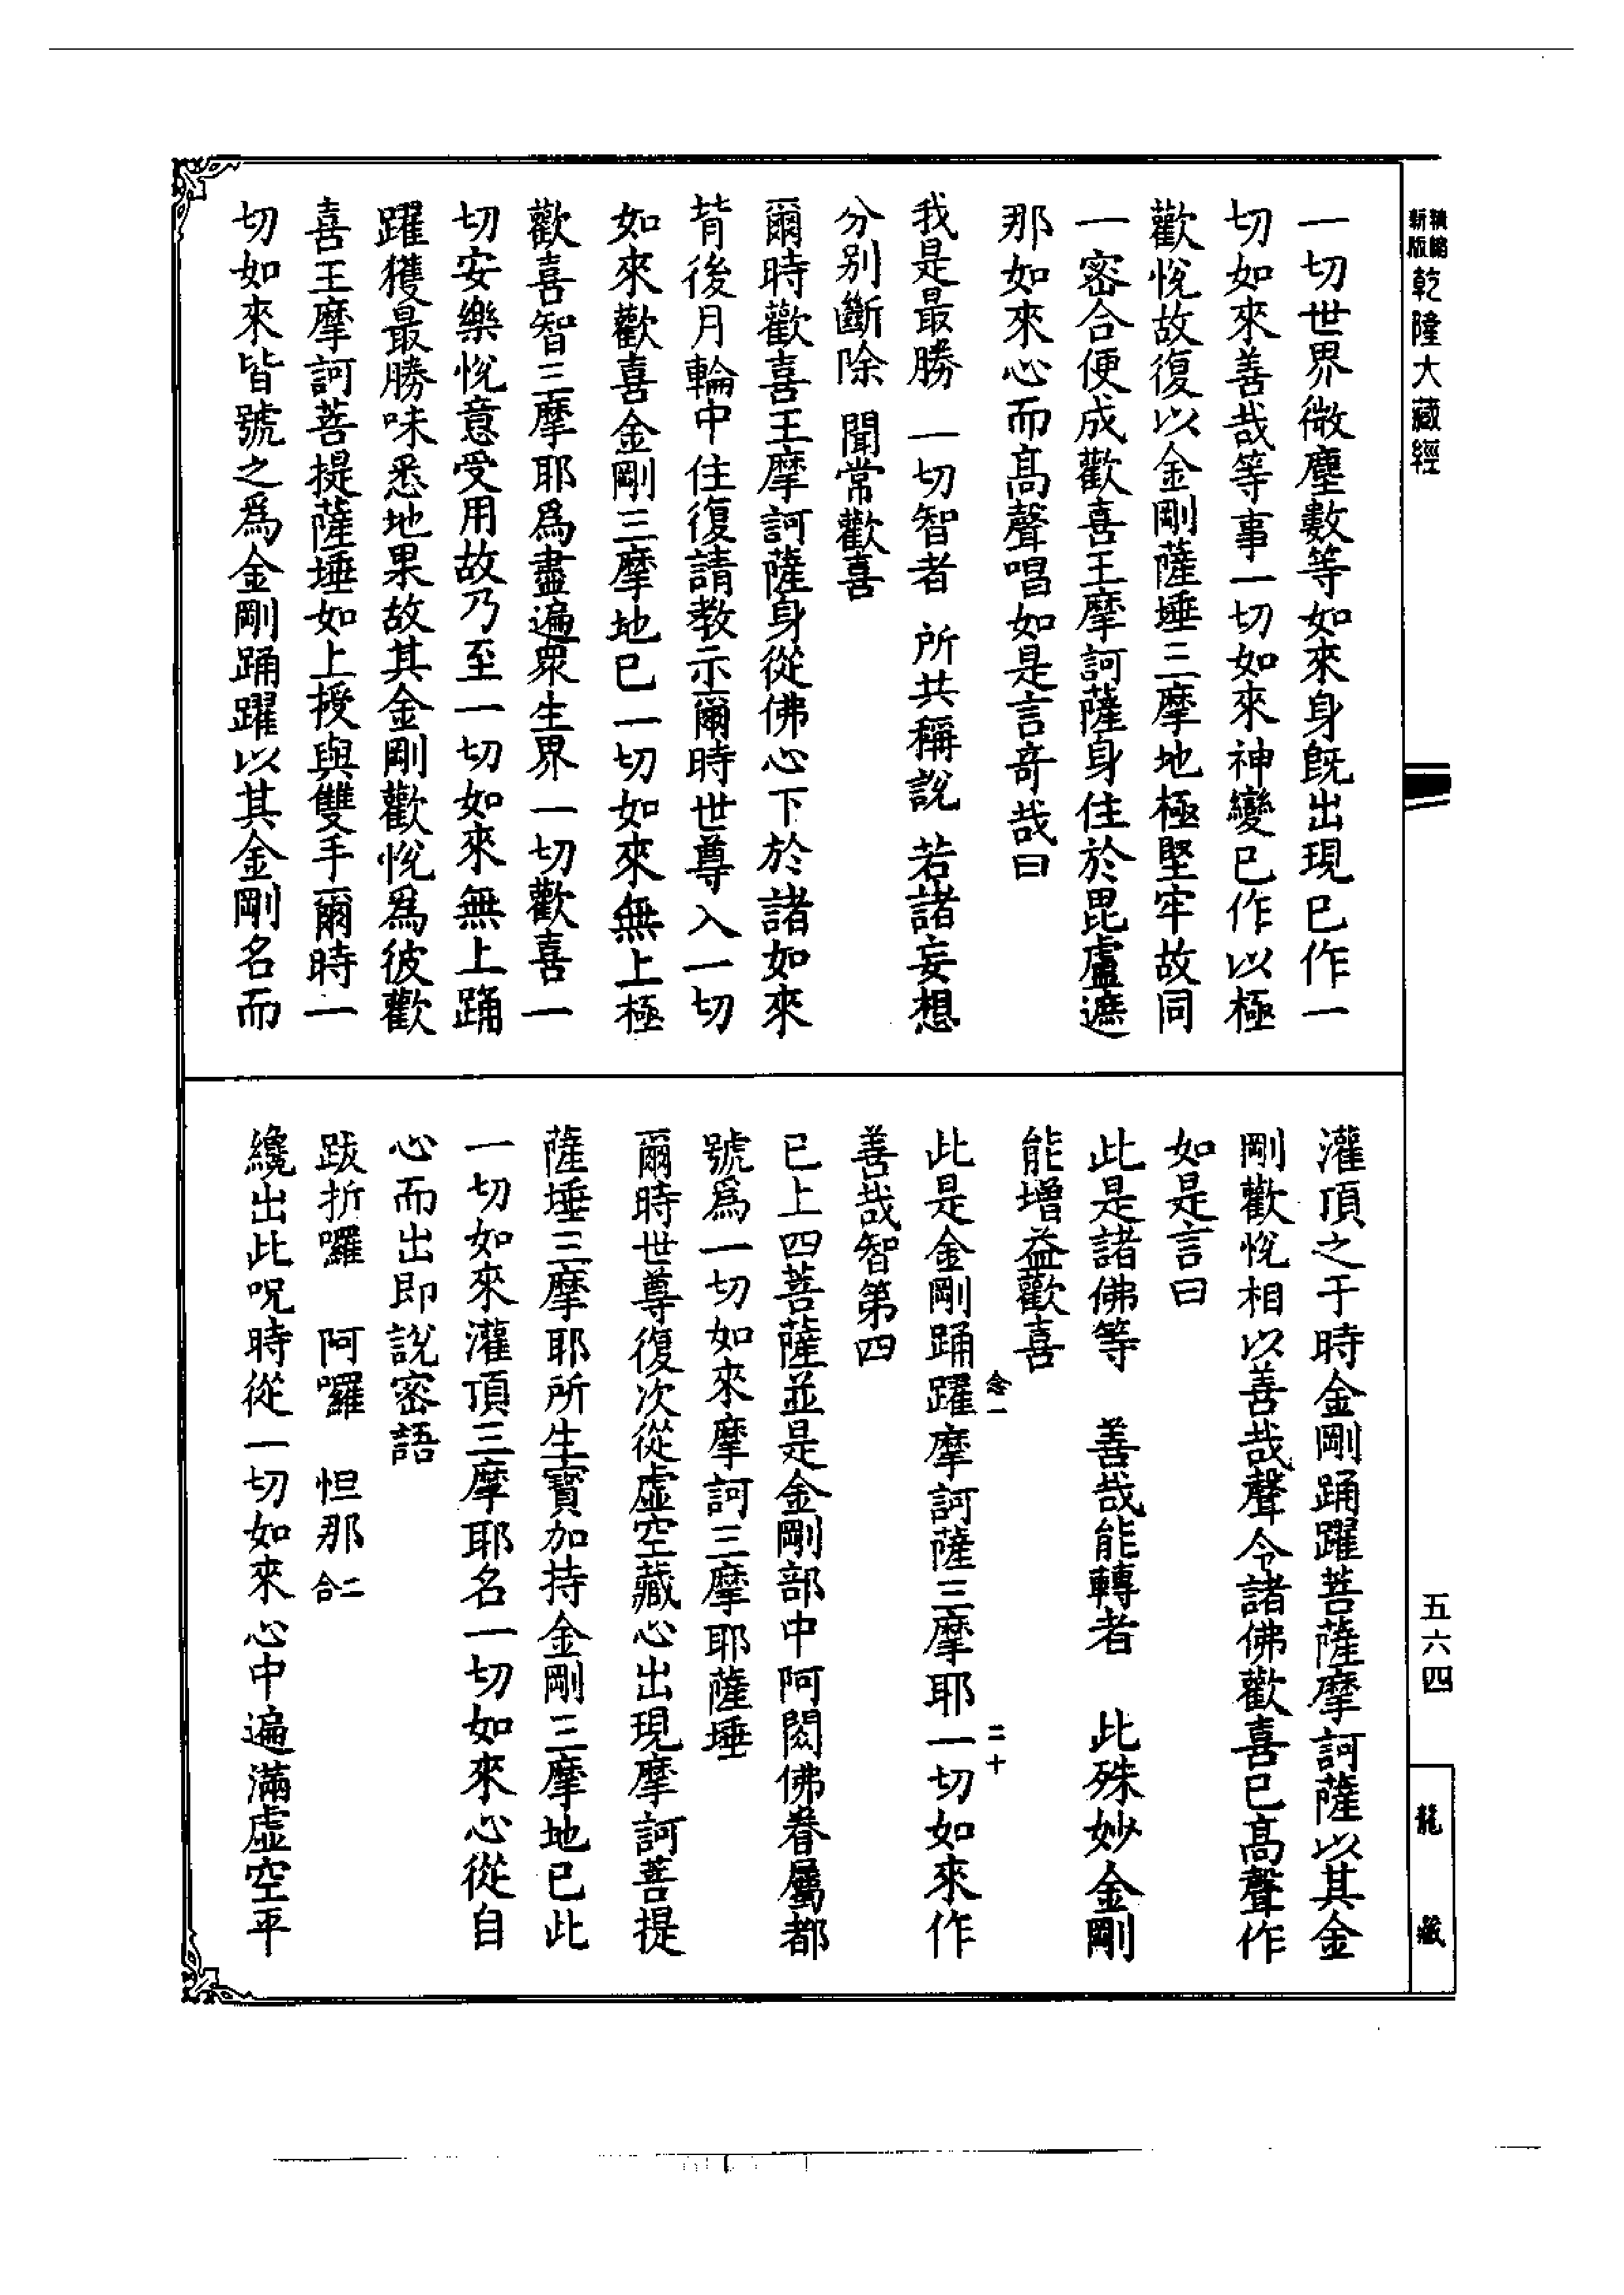 新版精縮乾隆大藏經
一切世界微塵數等如來身既出現已作一
切如來善哉等事一切如來神變已作以極
歡悅故復以金剛薩埵三摩地極堅牢故同
一密合便成歡喜王摩訶薩身住於毘盧遮
那如來心而高聲唱如是言奇哉曰
我是最勝 一切智者 所共稱說 若諸妄想
分別斷除 聞常歡喜
爾時歡喜王摩訶薩身從佛心下於諸如來
背後月輪中住復請教示爾時世尊入一切
如來歡喜金剛三摩地已一切如來無上極
歡喜智三摩耶爲盡遍眾生界一切歡喜一
切安樂悅意受用故乃至一切如來無上踊
躍獲最勝味悉地果故其金剛歡悅爲彼歡
喜王摩訶菩提薩埵如上授與雙手爾時一
切如來皆號之爲金剛踊躍以其金剛名而
灌頂之于時金剛踊躍菩薩摩訶薩以其金
剛歡悅相以善哉聲令諸佛歡喜已高聲作
如是言曰
此是諸佛等 善哉能轉者 此殊妙金剛
能增益歡喜
念一 二十
此是金剛踊躍摩訶薩三摩耶一切如來作
善哉智第四
已上四菩薩並是金剛部中阿閦佛眷屬都
號爲一切如來摩訶三摩耶薩埵
爾時世尊復次從虛空藏心出現摩訶菩提
薩埵三摩耶所生寶加持金剛三摩地已此
一切如來灌頂三摩耶名一切如來心從自
心而出即說密語
跋折囉 阿囉 怛那二合
纔出此呪時從一切如來心中遍滿虛空平
五六四
龍藏